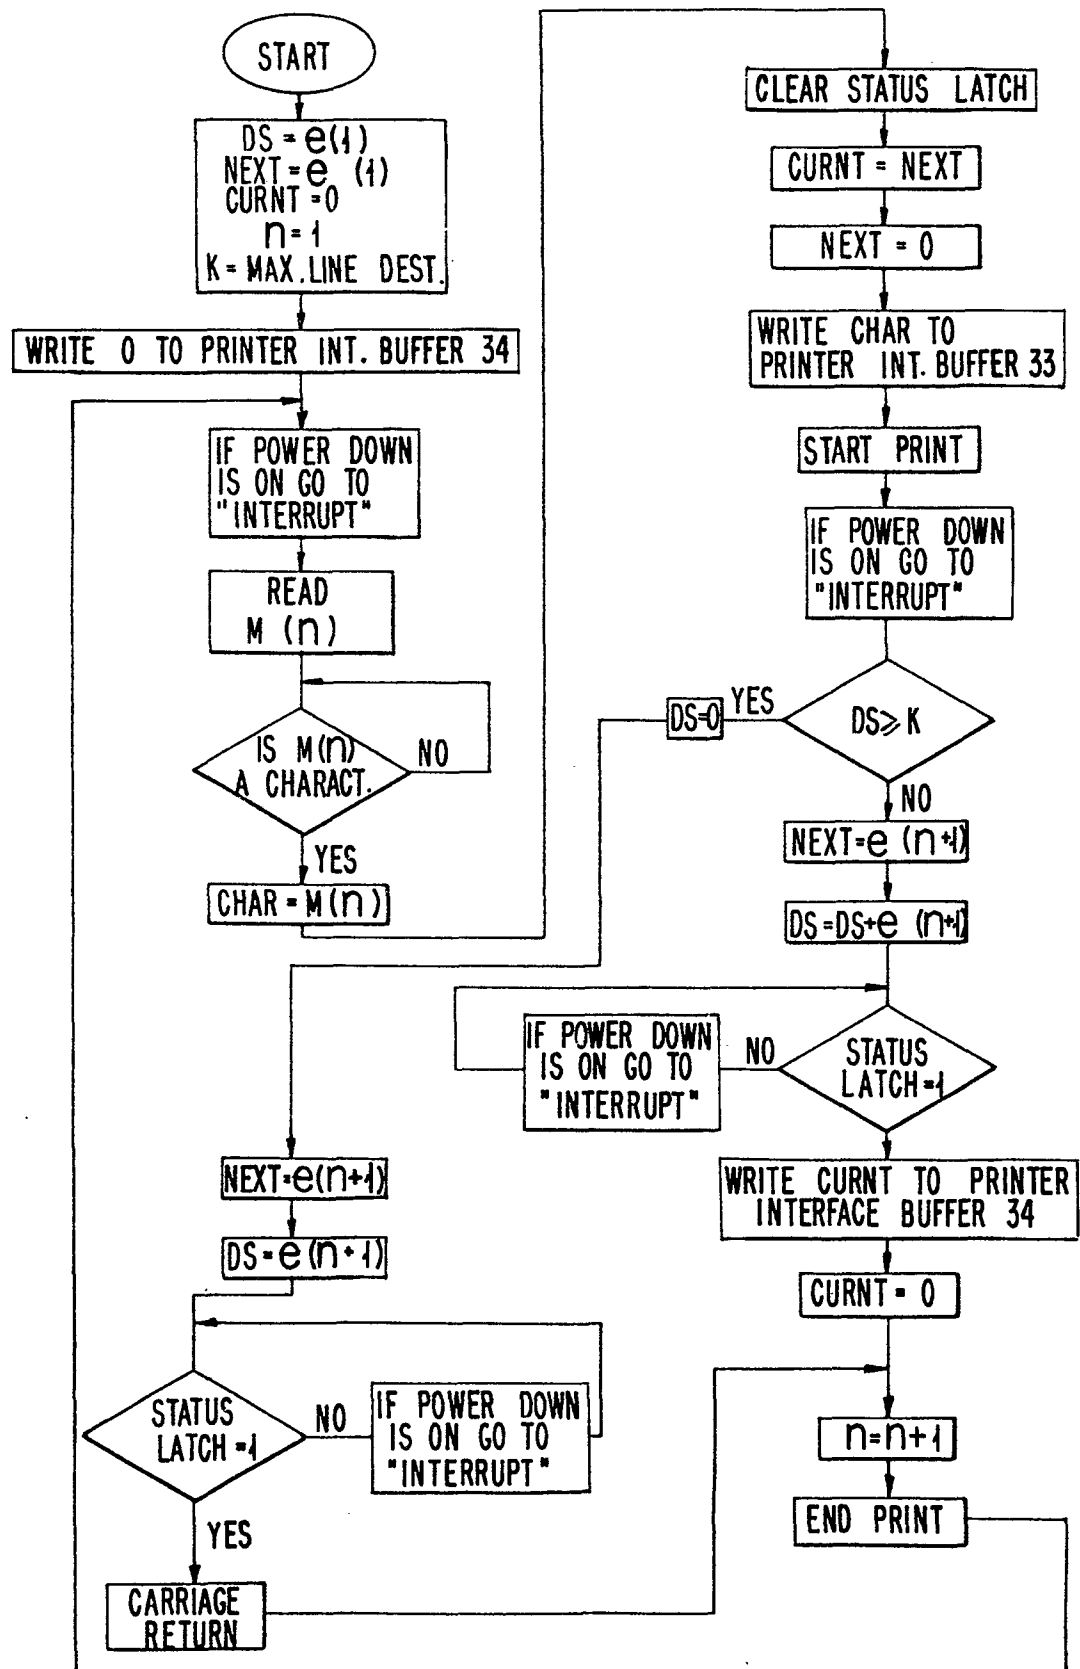 START
DS = e(1)
NEXT = e (1)
CURNT = 0
n = 1
K = MAX. LINE DEST.
WRITE 0 TO PRINTER INT. BUFFER 34
IF POWER DOWN
IS ON GO TO
"INTERRUPT"
READ
M (n)
IS M(n)
A CHARACT.
NO
YES
CHAR = M(n)
CLEAR STATUS LATCH
CURNT = NEXT
NEXT = 0
WRITE CHAR TO
PRINTER INT. BUFFER 33
START PRINT
IF POWER DOWN
IS ON GO TO
"INTERRUPT"
DS ⩾ K
YES
DS=0
NO
NEXT=e (n+1)
DS=DS+e (n+1)
STATUS
LATCH=1
NO
IF POWER DOWN
IS ON GO TO
"INTERRUPT"
WRITE CURNT TO PRINTER
INTERFACE BUFFER 34
CURNT = 0
NEXT=e(n+1)
DS=e(n+1)
STATUS
LATCH=1
NO
IF POWER DOWN
IS ON GO TO
"INTERRUPT"
YES
CARRIAGE
RETURN
n=n+1
END PRINT